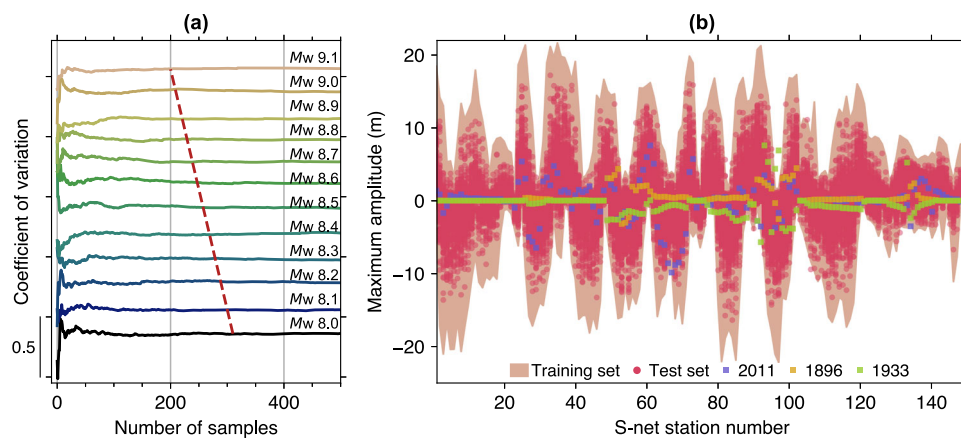 (a)
Coefficient of variation
0.5
Mw 9.1
Mw 9.0
Mw 8.9
Mw 8.8
Mw 8.7
Mw 8.6
Mw 8.5
Mw 8.4
Mw 8.3
Mw 8.2
Mw 8.1
Mw 8.0
0 200 400
Number of samples
(b)
Maximum amplitude (m)
20
10
0
−10
−20
Training set Test set 2011 1896 1933
20 40 60 80 100 120 140
S-net station number